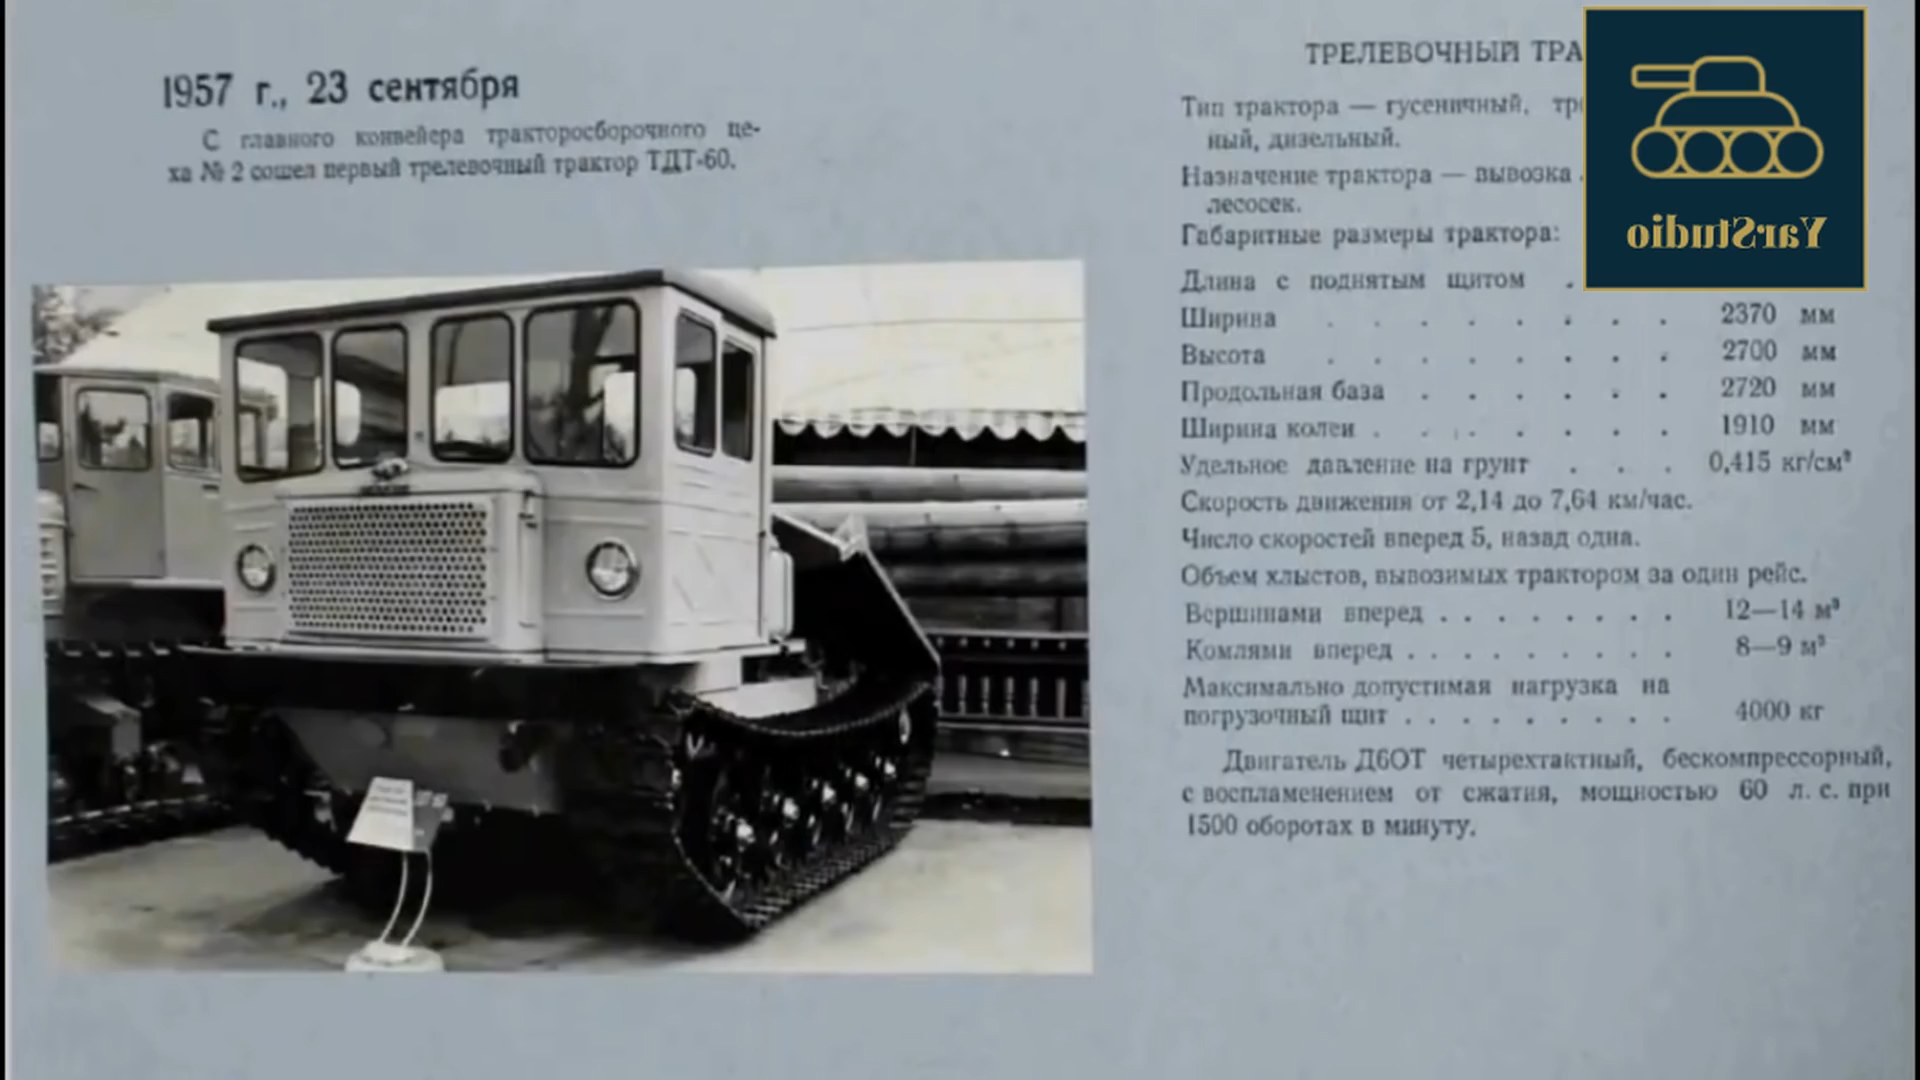 1957 г., 23 сентября
С главного конвейера тракторосборочного це-
ха № 2 сошел первый трелевочный трактор ТДТ-60.
ТРЕЛЕВОЧНЫЙ ТРА
Тип трактора — гусеничный, тре
ный, дизельный.
Назначение трактора — вывозка
лесосек.
Габаритные размеры трактора:
Длина с поднятым щитом .
Ширина . . . . . . . . 2370 мм
Высота . . . . . . . . 2700 мм
Продольная база . . . . . . 2720 мм
Ширина колеи . . . . . . . 1910 мм
Удельное давление на грунт . . . 0,415 кг/см²
Скорость движения от 2,14 до 7,64 км/час.
Число скоростей вперед 5, назад одна.
Объем хлыстов, вывозимых трактором за один рейс.
Вершинами вперед . . . . . . . . 12—14 м³
Комлями вперед . . . . . . . . . 8—9 м³
Максимально допустимая нагрузка на
погрузочный щит . . . . . . . . . 4000 кг
Двигатель Д6ОТ четырехтактный, бескомпрессорный,
с воспламенением от сжатия, мощностью 60 л. с. при
1500 оборотах в минуту.
YarStudio